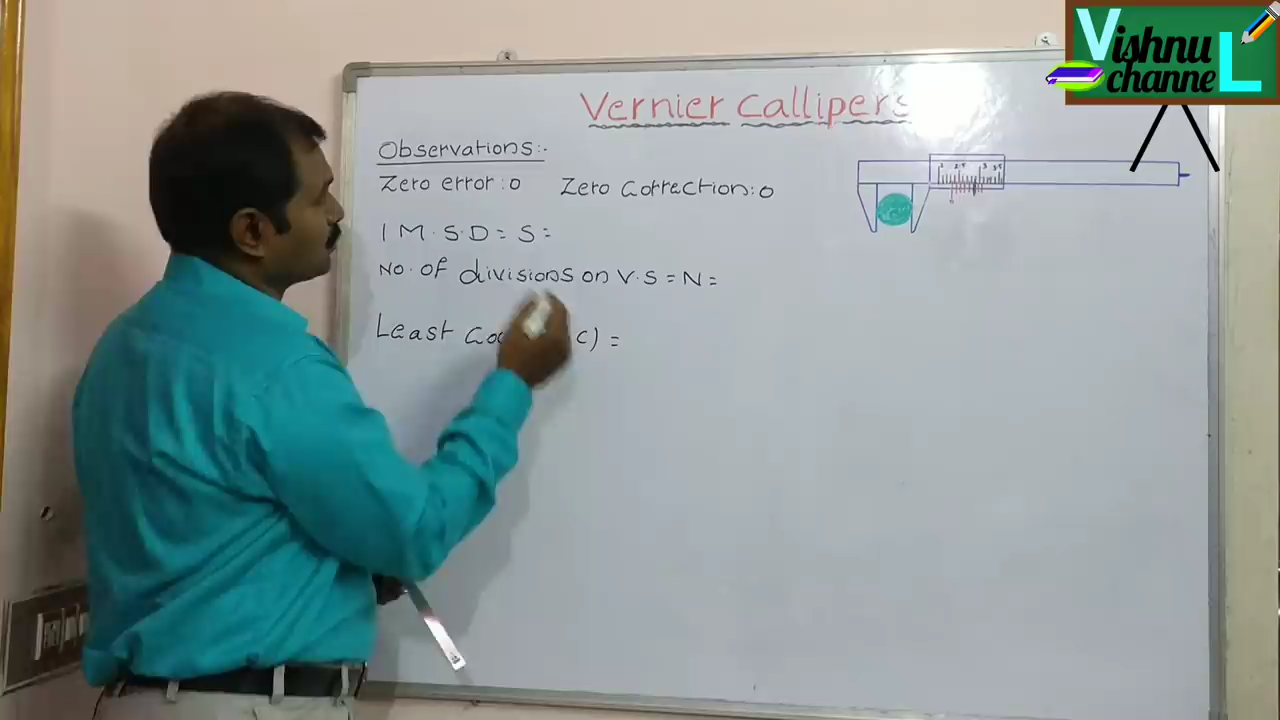 Vishnu
channel
Vernier Callipers
Observations:-
Zero error:0 Zero Correction:0
1 M.S.D = S =
No. of divisions on V.S = N =
Least C) =